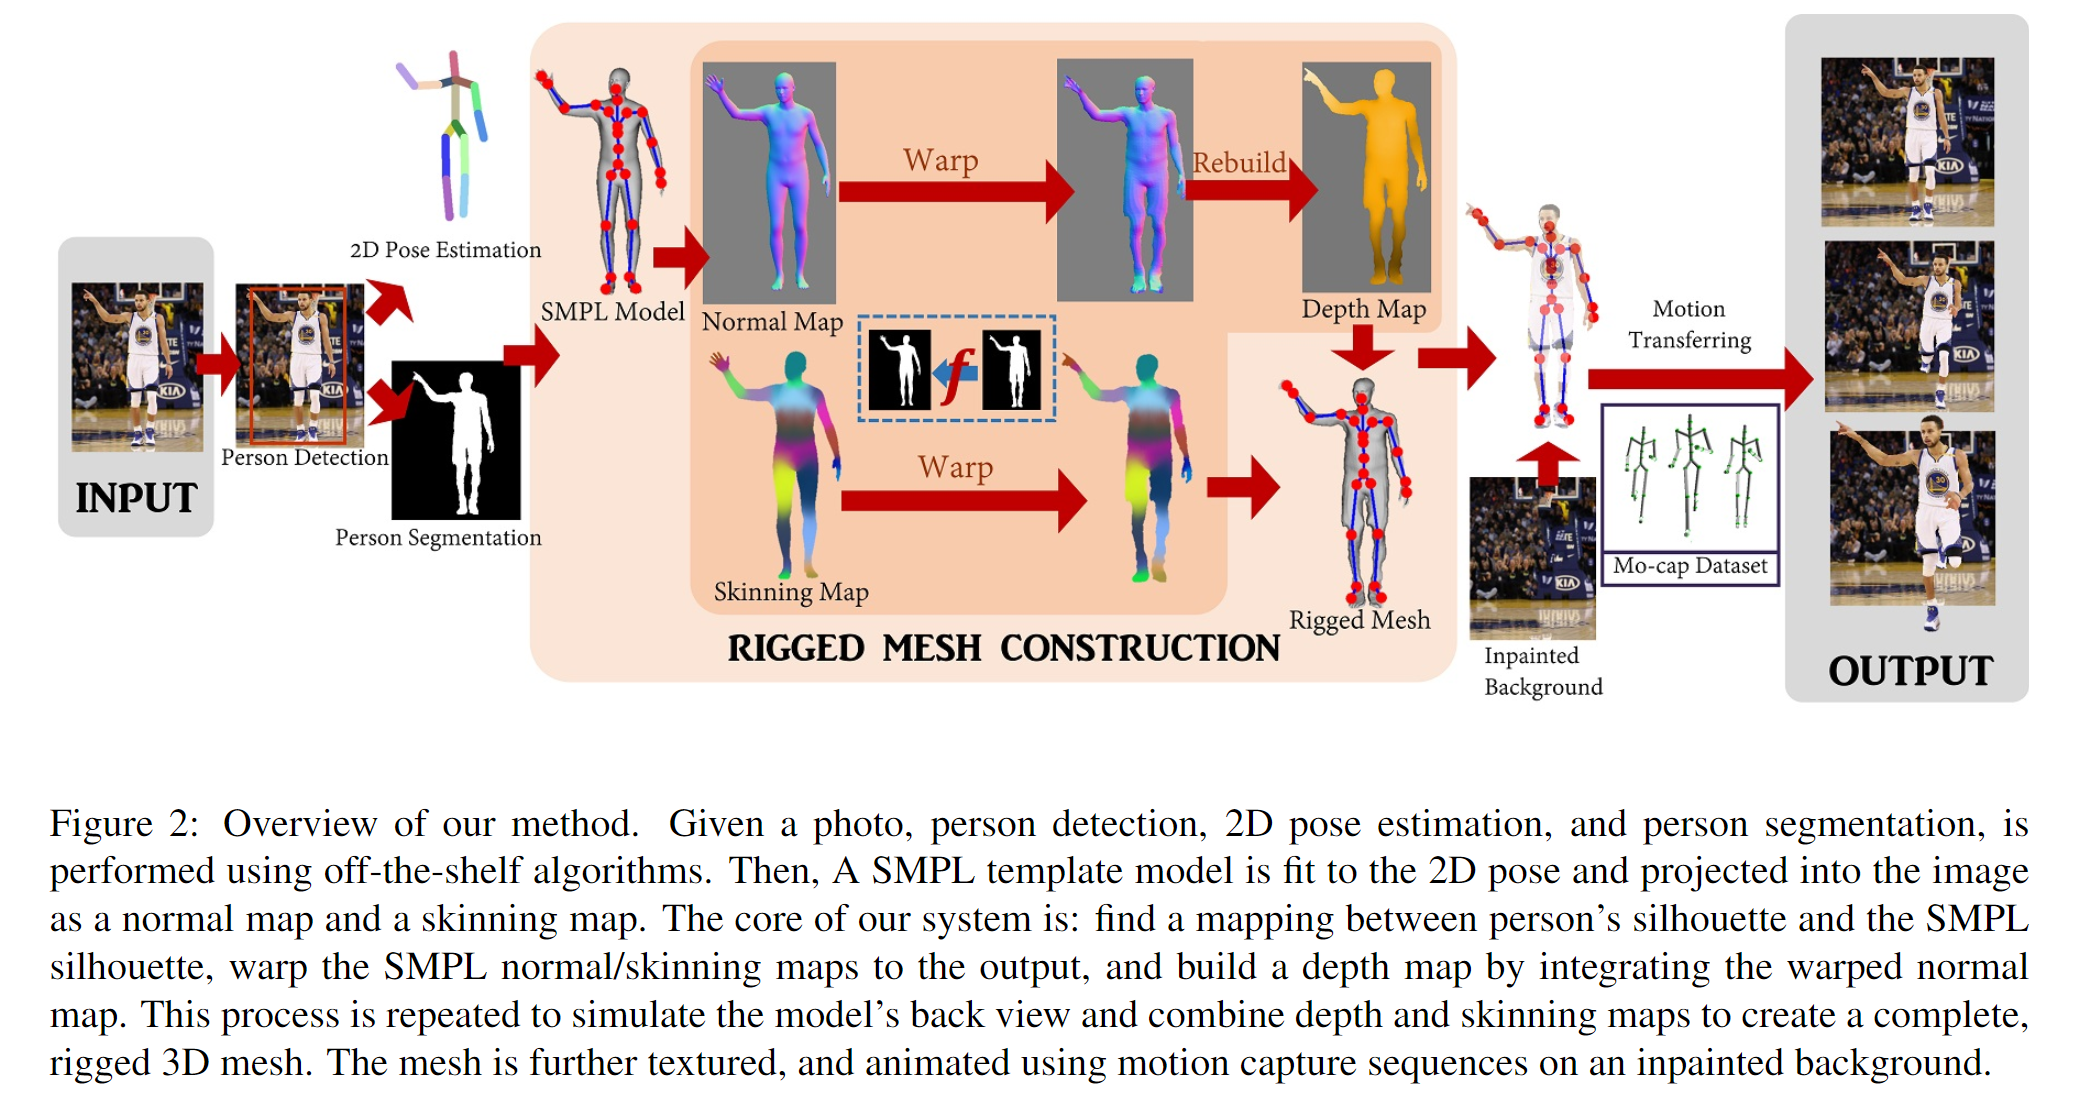 2D Pose Estimation
SMPL Model
Normal Map
Warp
Rebuild
Depth Map
Person Detection
INPUT
Person Segmentation
f
Skinning Map
Warp
Rigged Mesh
RIGGED MESH CONSTRUCTION
Motion
Transferring
Mo-cap Dataset
Inpainted
Background
KIA
KIA
KIA
KIA
30
OUTPUT
Figure 2: Overview of our method. Given a photo, person detection, 2D pose estimation, and person segmentation, is
performed using off-the-shelf algorithms. Then, A SMPL template model is fit to the 2D pose and projected into the image
as a normal map and a skinning map. The core of our system is: find a mapping between person’s silhouette and the SMPL
silhouette, warp the SMPL normal/skinning maps to the output, and build a depth map by integrating the warped normal
map. This process is repeated to simulate the model’s back view and combine depth and skinning maps to create a complete,
rigged 3D mesh. The mesh is further textured, and animated using motion capture sequences on an inpainted background.